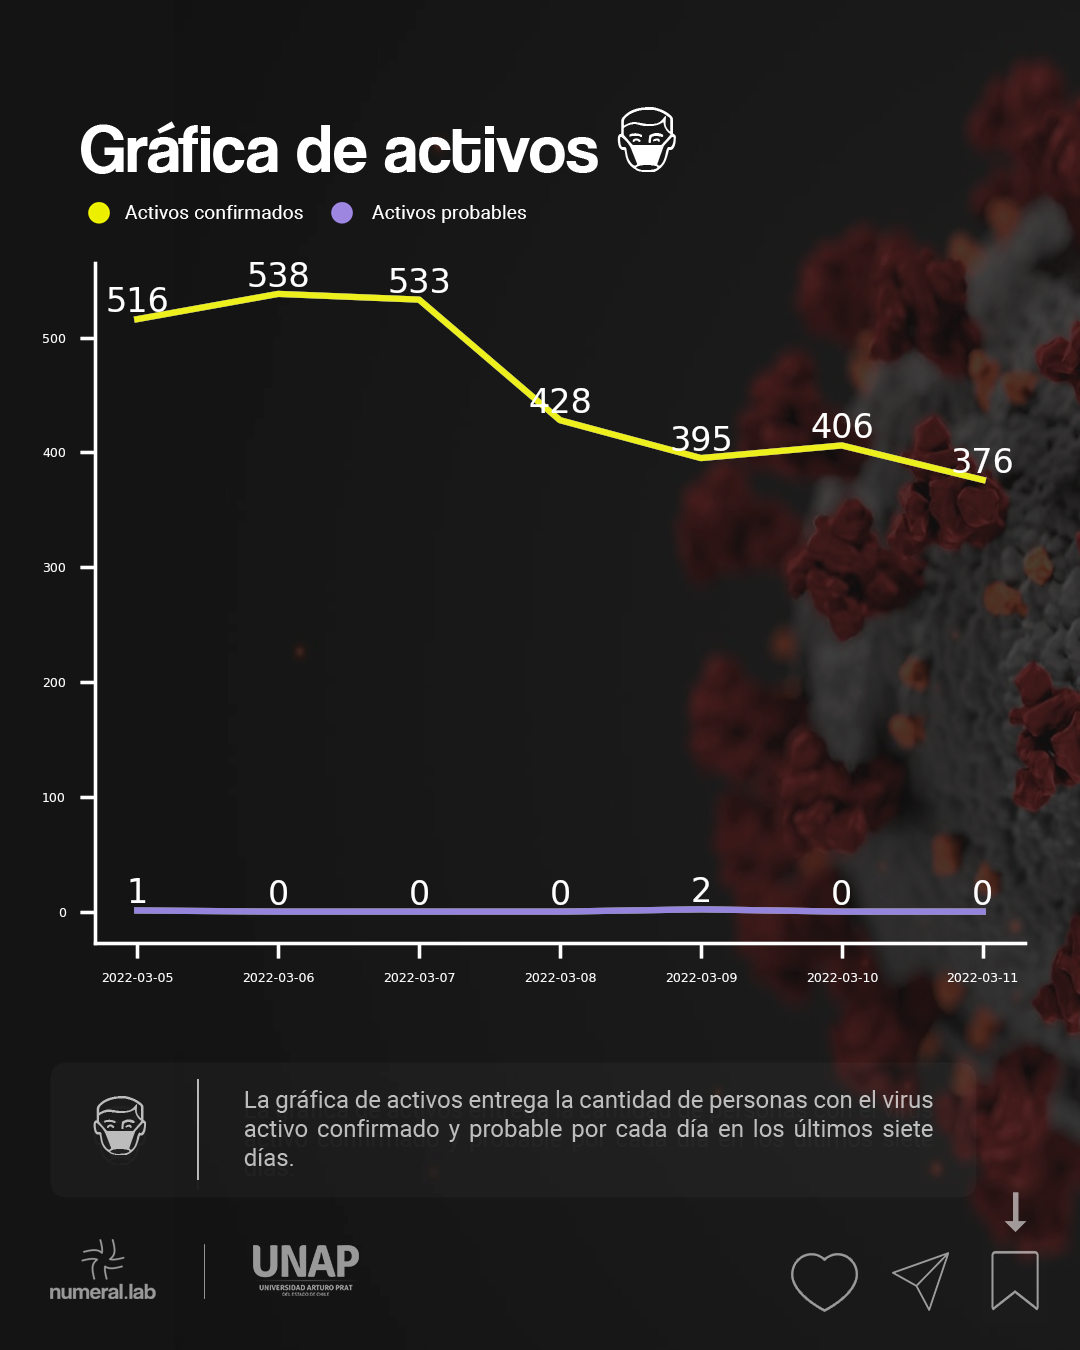 Gráfica de activos
Activos confirmados Activos probables
516 538 533 428 395 406 376
500
400
300
200
100
0
1 0 0 0 2 0 0
2022-03-05 2022-03-06 2022-03-07 2022-03-08 2022-03-09 2022-03-10 2022-03-11
La gráfica de activos entrega la cantidad de personas con el virus
activo confirmado y probable por cada día en los últimos siete
días.
numeral.lab
UNAP
UNIVERSIDAD ARTURO PRAT
DEL ESTADO DE CHILE